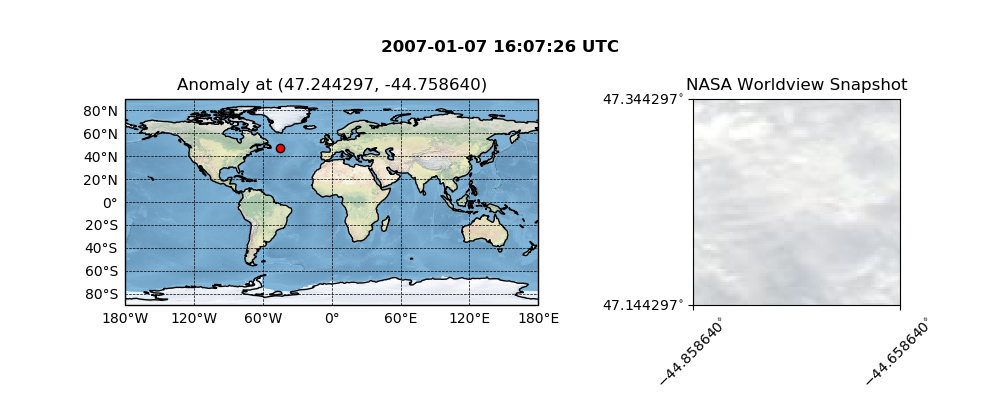 2007-01-07 16:07:26 UTC
Anomaly at (47.244297, -44.758640)
NASA Worldview Snapshot
80°N
60°N
40°N
20°N
0°
20°S
40°S
60°S
80°S
180°W 120°W 60°W 0° 60°E 120°E 180°E
47.344297°
47.144297°
−44.858640°
−44.658640°